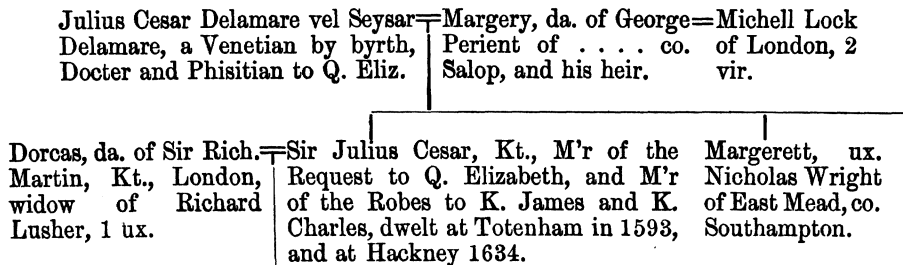 Julius Cesar Delamare vel Seysar
Delamare, a Venetian by byrth,
Docter and Phisitian to Q. Eliz.
Margery, da. of George
Perient of . . . . co.
Salop, and his heir.
Michell Lock
of London, 2
vir.
Dorcas, da. of Sir Rich.
Martin, Kt., London,
widow of Richard
Lusher, 1 ux.
Sir Julius Cesar, Kt., M'r of the
Request to Q. Elizabeth, and M'r
of the Robes to K. James and K.
Charles, dwelt at Totenham in 1593,
and at Hackney 1634.
Margerett, ux.
Nicholas Wright
of East Mead, co.
Southampton.